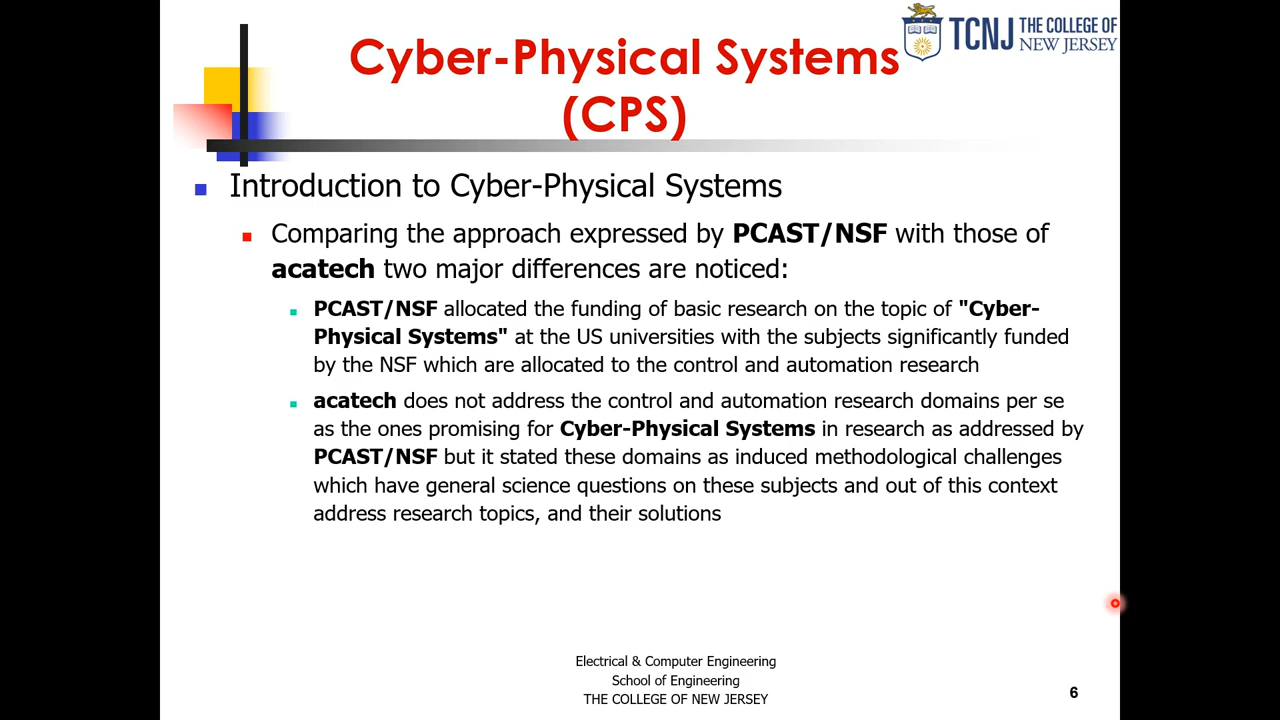 TCNJ THE COLLEGE OF
NEW JERSEY
Cyber-Physical Systems
(CPS)
Introduction to Cyber-Physical Systems
Comparing the approach expressed by PCAST/NSF with those of
acatech two major differences are noticed:
PCAST/NSF allocated the funding of basic research on the topic of "Cyber-
Physical Systems" at the US universities with the subjects significantly funded
by the NSF which are allocated to the control and automation research
acatech does not address the control and automation research domains per se
as the ones promising for Cyber-Physical Systems in research as addressed by
PCAST/NSF but it stated these domains as induced methodological challenges
which have general science questions on these subjects and out of this context
address research topics, and their solutions
Electrical & Computer Engineering
School of Engineering
THE COLLEGE OF NEW JERSEY
6